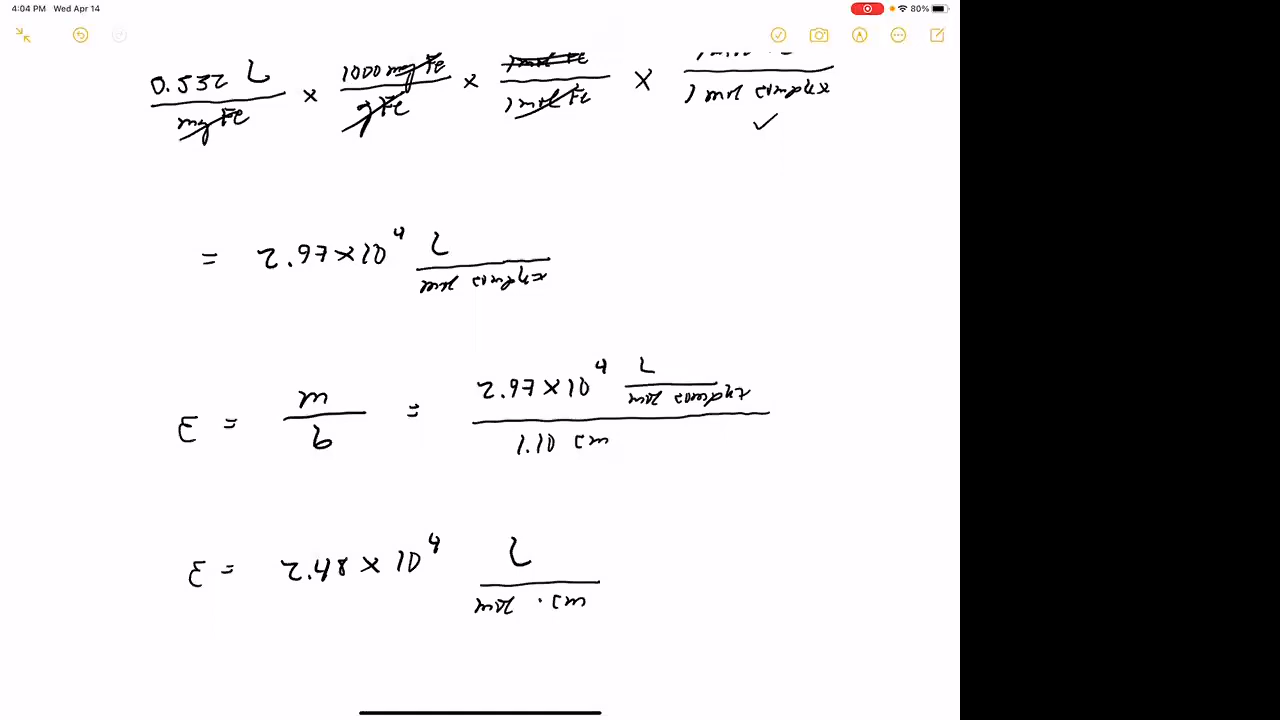 4:04 PM Wed Apr 14 80%
0.532 L / mg Fe × 1000 mg Fe / g Fe × / 1 mol Fe × / 1 mol complex ✓
= 2.97 × 10⁴ L / mol complex
ε = m / b = 2.97 × 10⁴ L / mol complex / 1.10 cm
ε = 2.48 × 10⁴ L / mol · cm